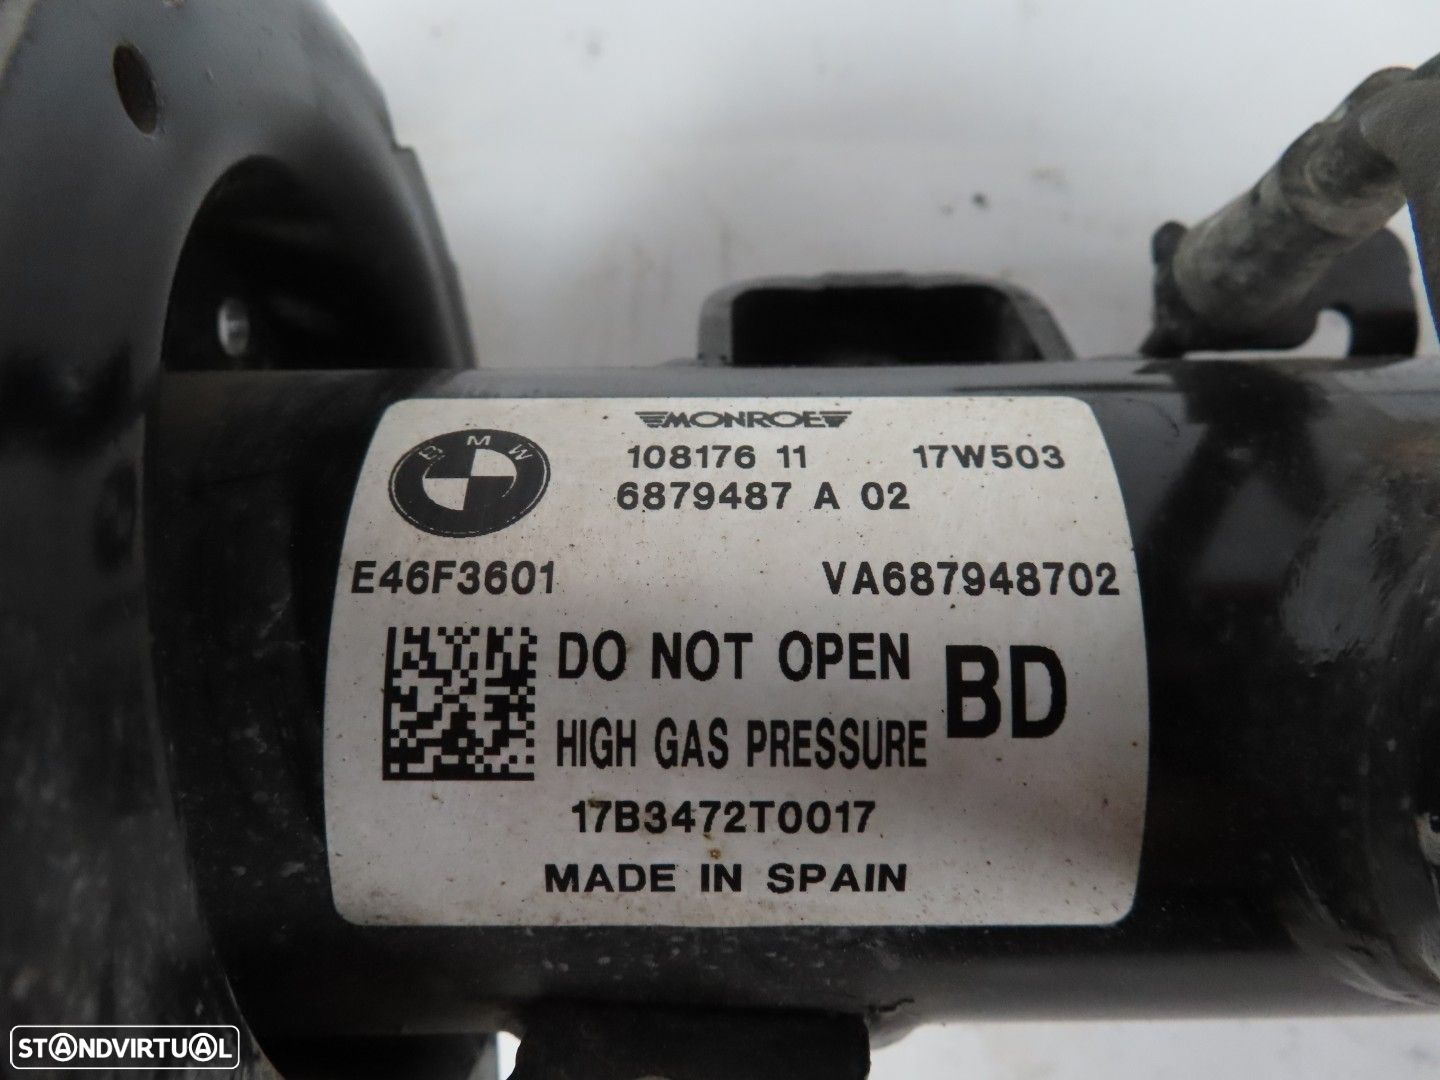 MONROE
BMW
108176 11 17W503
6879487 A 02
E46F3601 VA687948702
DO NOT OPEN
BD
HIGH GAS PRESSURE
17B3472T0017
MADE IN SPAIN
STANDVIRTUAL